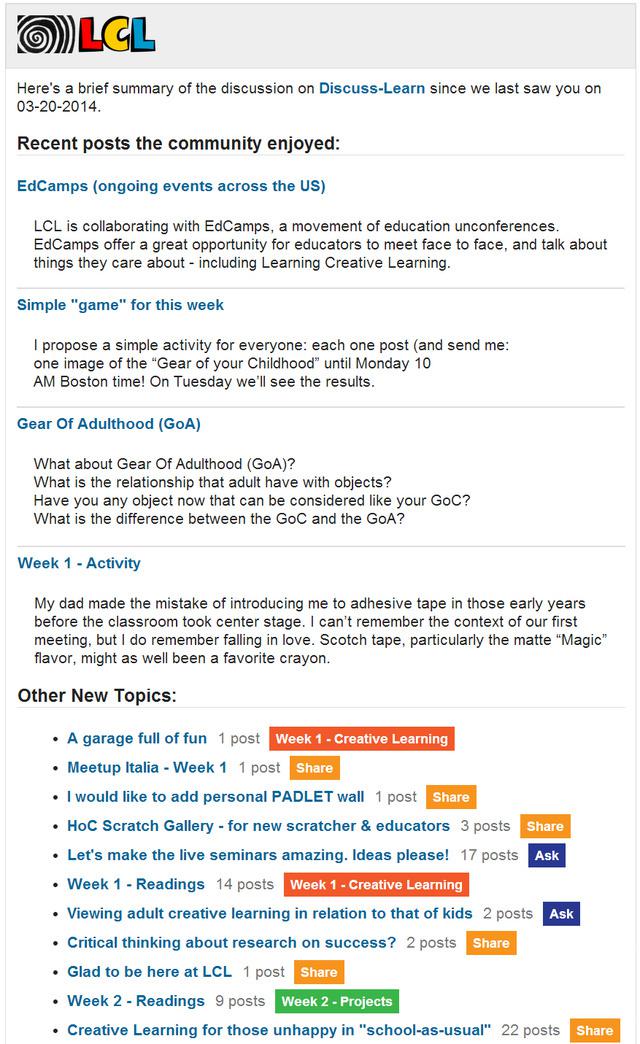 LCL
Here's a brief summary of the discussion on Discuss-Learn since we last saw you on
03-20-2014.
Recent posts the community enjoyed:
EdCamps (ongoing events across the US)
LCL is collaborating with EdCamps, a movement of education unconferences.
EdCamps offer a great opportunity for educators to meet face to face, and talk about
things they care about - including Learning Creative Learning.
Simple "game" for this week
I propose a simple activity for everyone: each one post (and send me:
one image of the “Gear of your Childhood” until Monday 10
AM Boston time! On Tuesday we’ll see the results.
Gear Of Adulthood (GoA)
What about Gear Of Adulthood (GoA)?
What is the relationship that adult have with objects?
Have you any object now that can be considered like your GoC?
What is the difference between the GoC and the GoA?
Week 1 - Activity
My dad made the mistake of introducing me to adhesive tape in those early years
before the classroom took center stage. I can’t remember the context of our first
meeting, but I do remember falling in love. Scotch tape, particularly the matte “Magic”
flavor, might as well been a favorite crayon.
Other New Topics:
• A garage full of fun 1 post Week 1 - Creative Learning
• Meetup Italia - Week 1 1 post Share
• I would like to add personal PADLET wall 1 post Share
• HoC Scratch Gallery - for new scratcher & educators 3 posts Share
• Let's make the live seminars amazing. Ideas please! 17 posts Ask
• Week 1 - Readings 14 posts Week 1 - Creative Learning
• Viewing adult creative learning in relation to that of kids 2 posts Ask
• Critical thinking about research on success? 2 posts Share
• Glad to be here at LCL 1 post Share
• Week 2 - Readings 9 posts Week 2 - Projects
• Creative Learning for those unhappy in "school-as-usual" 22 posts Share